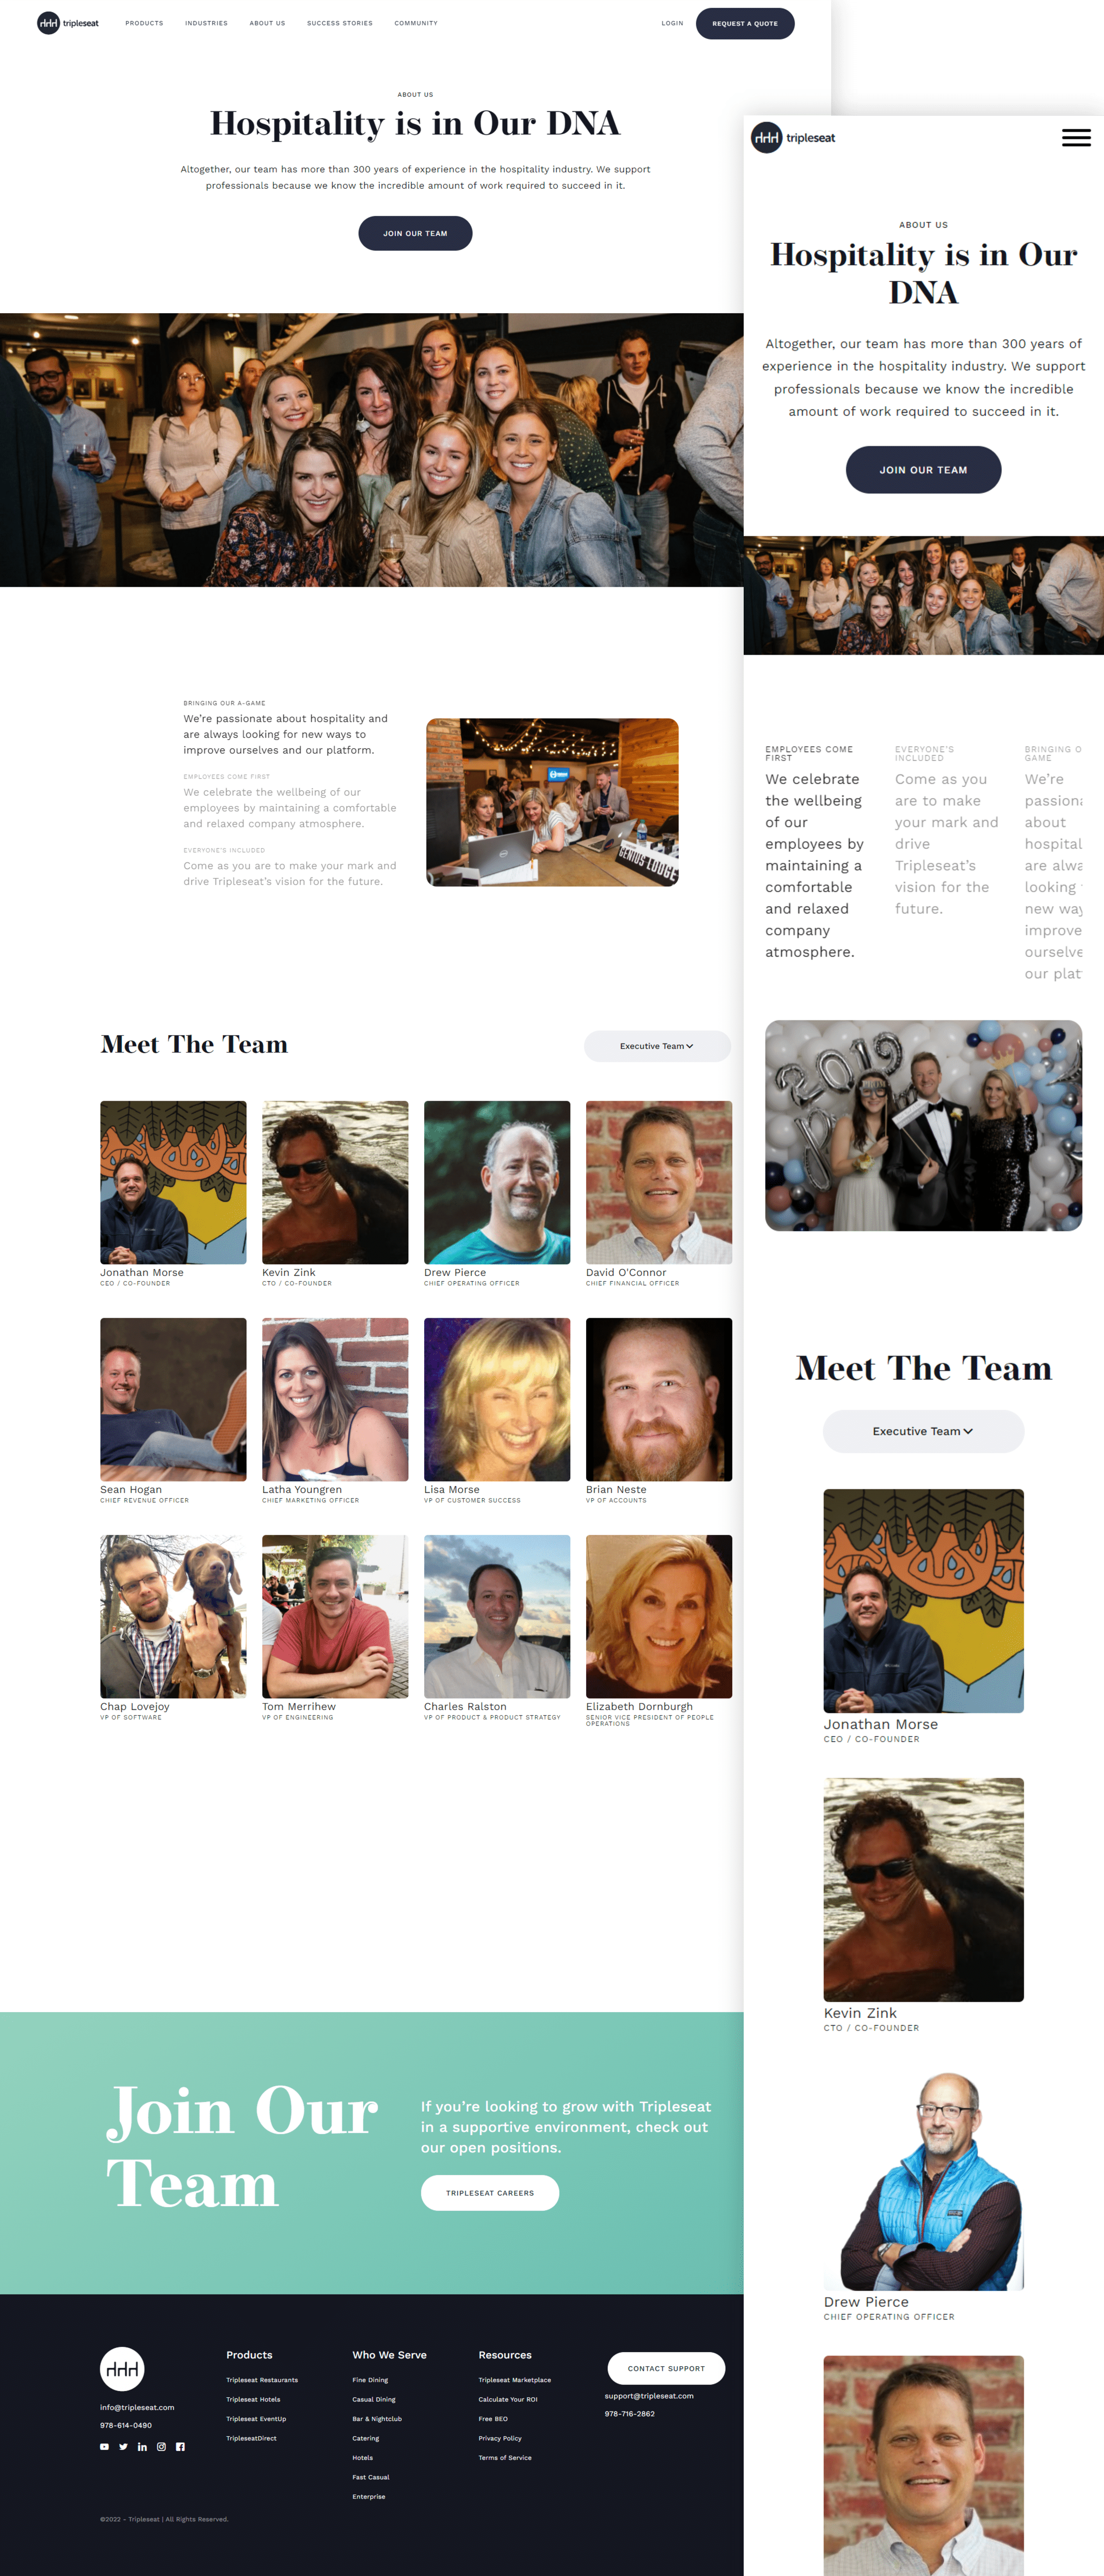 tripleseat
PRODUCTS
INDUSTRIES
ABOUT US
SUCCESS STORIES
COMMUNITY
LOGIN
REQUEST A QUOTE
ABOUT US
Hospitality is in Our DNA
Altogether, our team has more than 300 years of experience in the hospitality industry. We support
professionals because we know the incredible amount of work required to succeed in it.
JOIN OUR TEAM
BRINGING OUR A-GAME
We're passionate about hospitality and
are always looking for new ways to
improve ourselves and our platform.
EMPLOYEES COME FIRST
We celebrate the wellbeing of our
employees by maintaining a comfortable
and relaxed company atmosphere.
EVERYONE'S INCLUDED
Come as you are to make your mark and
drive Tripleseat's vision for the future.
GENIUS LODGE
Meet The Team
Executive Team
Jonathan Morse
CEO / CO-FOUNDER
Kevin Zink
CTO / CO-FOUNDER
Drew Pierce
CHIEF OPERATING OFFICER
David O'Connor
CHIEF FINANCIAL OFFICER
Sean Hogan
CHIEF REVENUE OFFICER
Latha Youngren
CHIEF MARKETING OFFICER
Lisa Morse
VP OF CUSTOMER SUCCESS
Brian Neste
VP OF ACCOUNTS
Chap Lovejoy
VP OF SOFTWARE
Tom Merrihew
VP OF ENGINEERING
Charles Ralston
VP OF PRODUCT & PRODUCT STRATEGY
Elizabeth Dornburgh
SENIOR VICE PRESIDENT OF PEOPLE
OPERATIONS
Join Our
Team
If you're looking to grow with Tripleseat
in a supportive environment, check out
our open positions.
TRIPLESEAT CAREERS
info@tripleseat.com
978-614-0490
Products
Tripleseat Restaurants
Tripleseat Hotels
Tripleseat EventUp
TripleseatDirect
Who We Serve
Fine Dining
Casual Dining
Bar & Nightclub
Catering
Hotels
Fast Casual
Enterprise
Resources
Tripleseat Marketplace
Calculate Your ROI
Free BEO
Privacy Policy
Terms of Service
CONTACT SUPPORT
support@tripleseat.com
978-716-2862
©2022 - Tripleseat | All Rights Reserved.
tripleseat
ABOUT US
Hospitality is in Our
DNA
Altogether, our team has more than 300 years of
experience in the hospitality industry. We support
professionals because we know the incredible
amount of work required to succeed in it.
JOIN OUR TEAM
EMPLOYEES COME
FIRST
We celebrate
the wellbeing
of our
employees by
maintaining a
comfortable
and relaxed
company
atmosphere.
EVERYONE'S
INCLUDED
Come as you
are to make
your mark and
drive
Tripleseat's
vision for the
future.
BRINGING O
GAME
We're
passiona
about
hospital
are alwa
looking
new way
improve
ourselve
our plat
2019
Meet The Team
Executive Team
Jonathan Morse
CEO / CO-FOUNDER
Kevin Zink
CTO / CO-FOUNDER
Drew Pierce
CHIEF OPERATING OFFICER